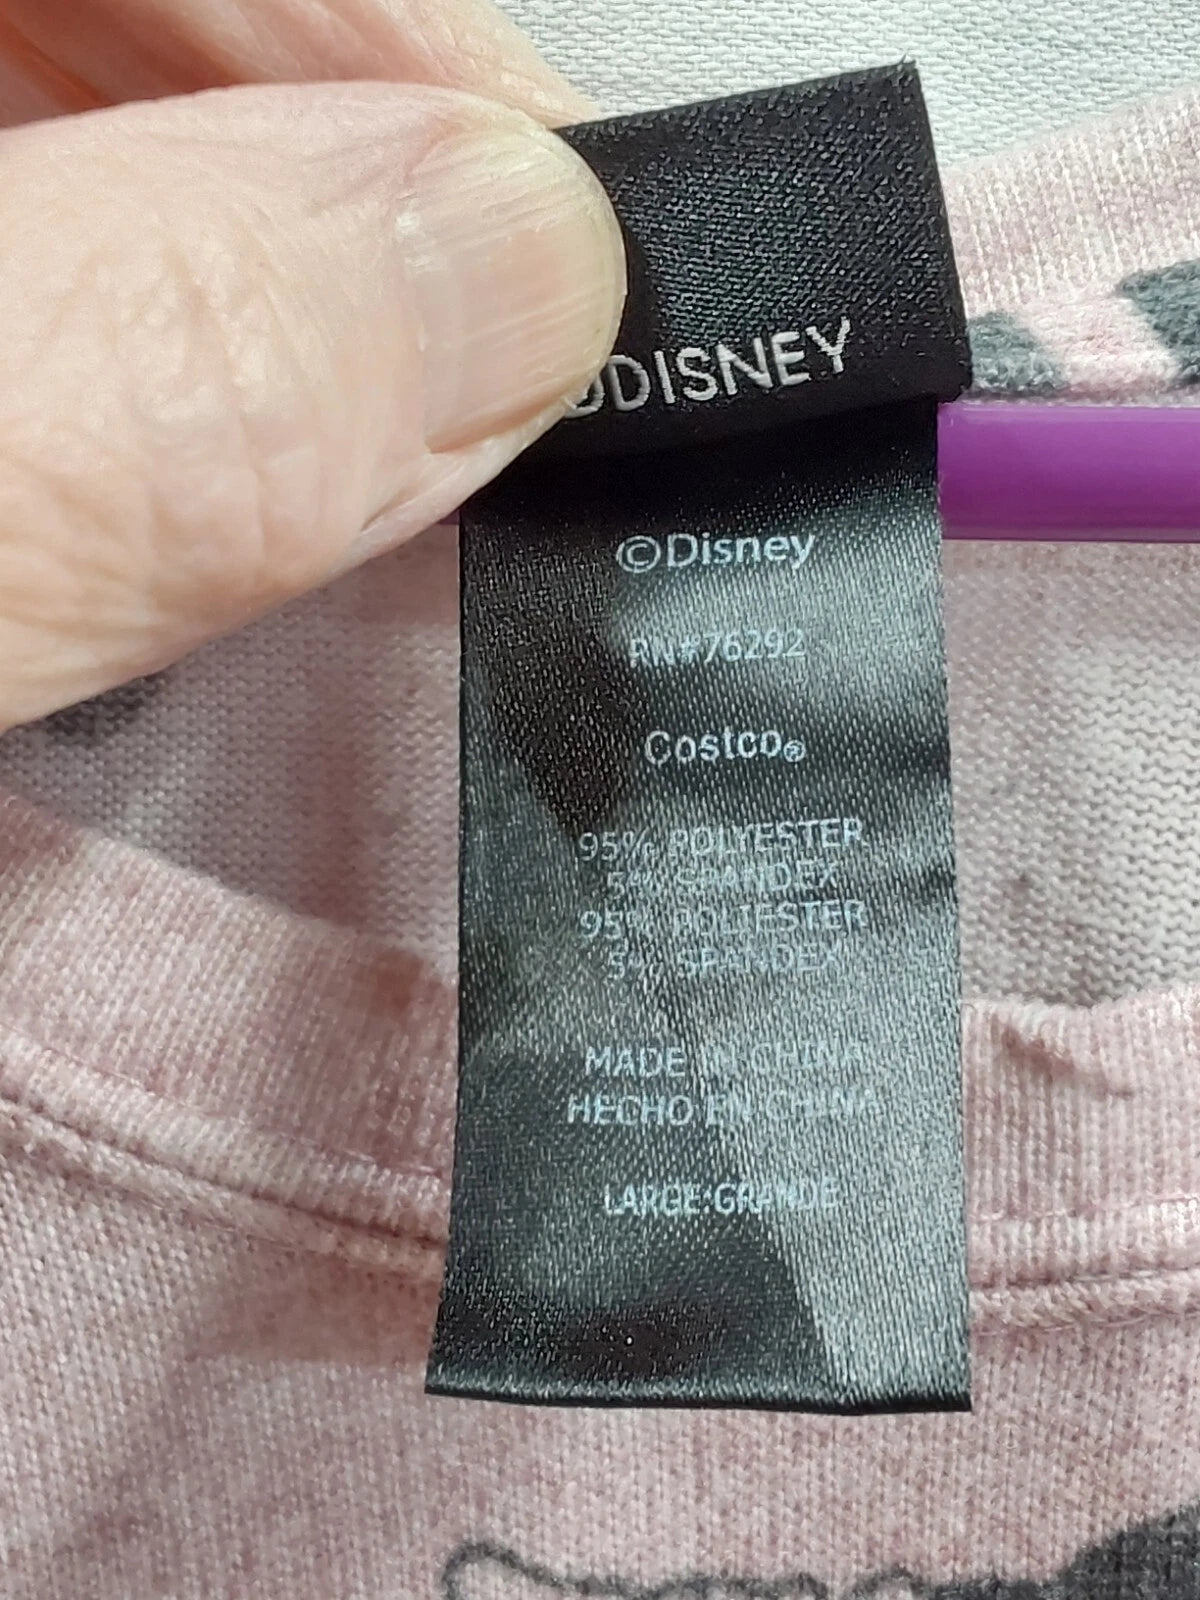 DISNEY
©Disney
RN#76292
Costco®
95% POLYESTER
5% SPANDEX
95% POLIESTER
5% SPANDEX
MADE IN CHINA
HECHO EN CHINA
LARGE:GRANDE